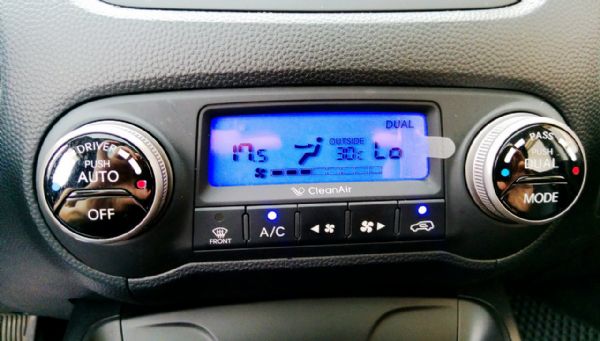 DUAL
DRIVER
PUSH
AUTO
OFF
17.5
OUTSIDE
30°C
Lo
CleanAir
PASS
PUSH
DUAL
MODE
FRONT
A/C